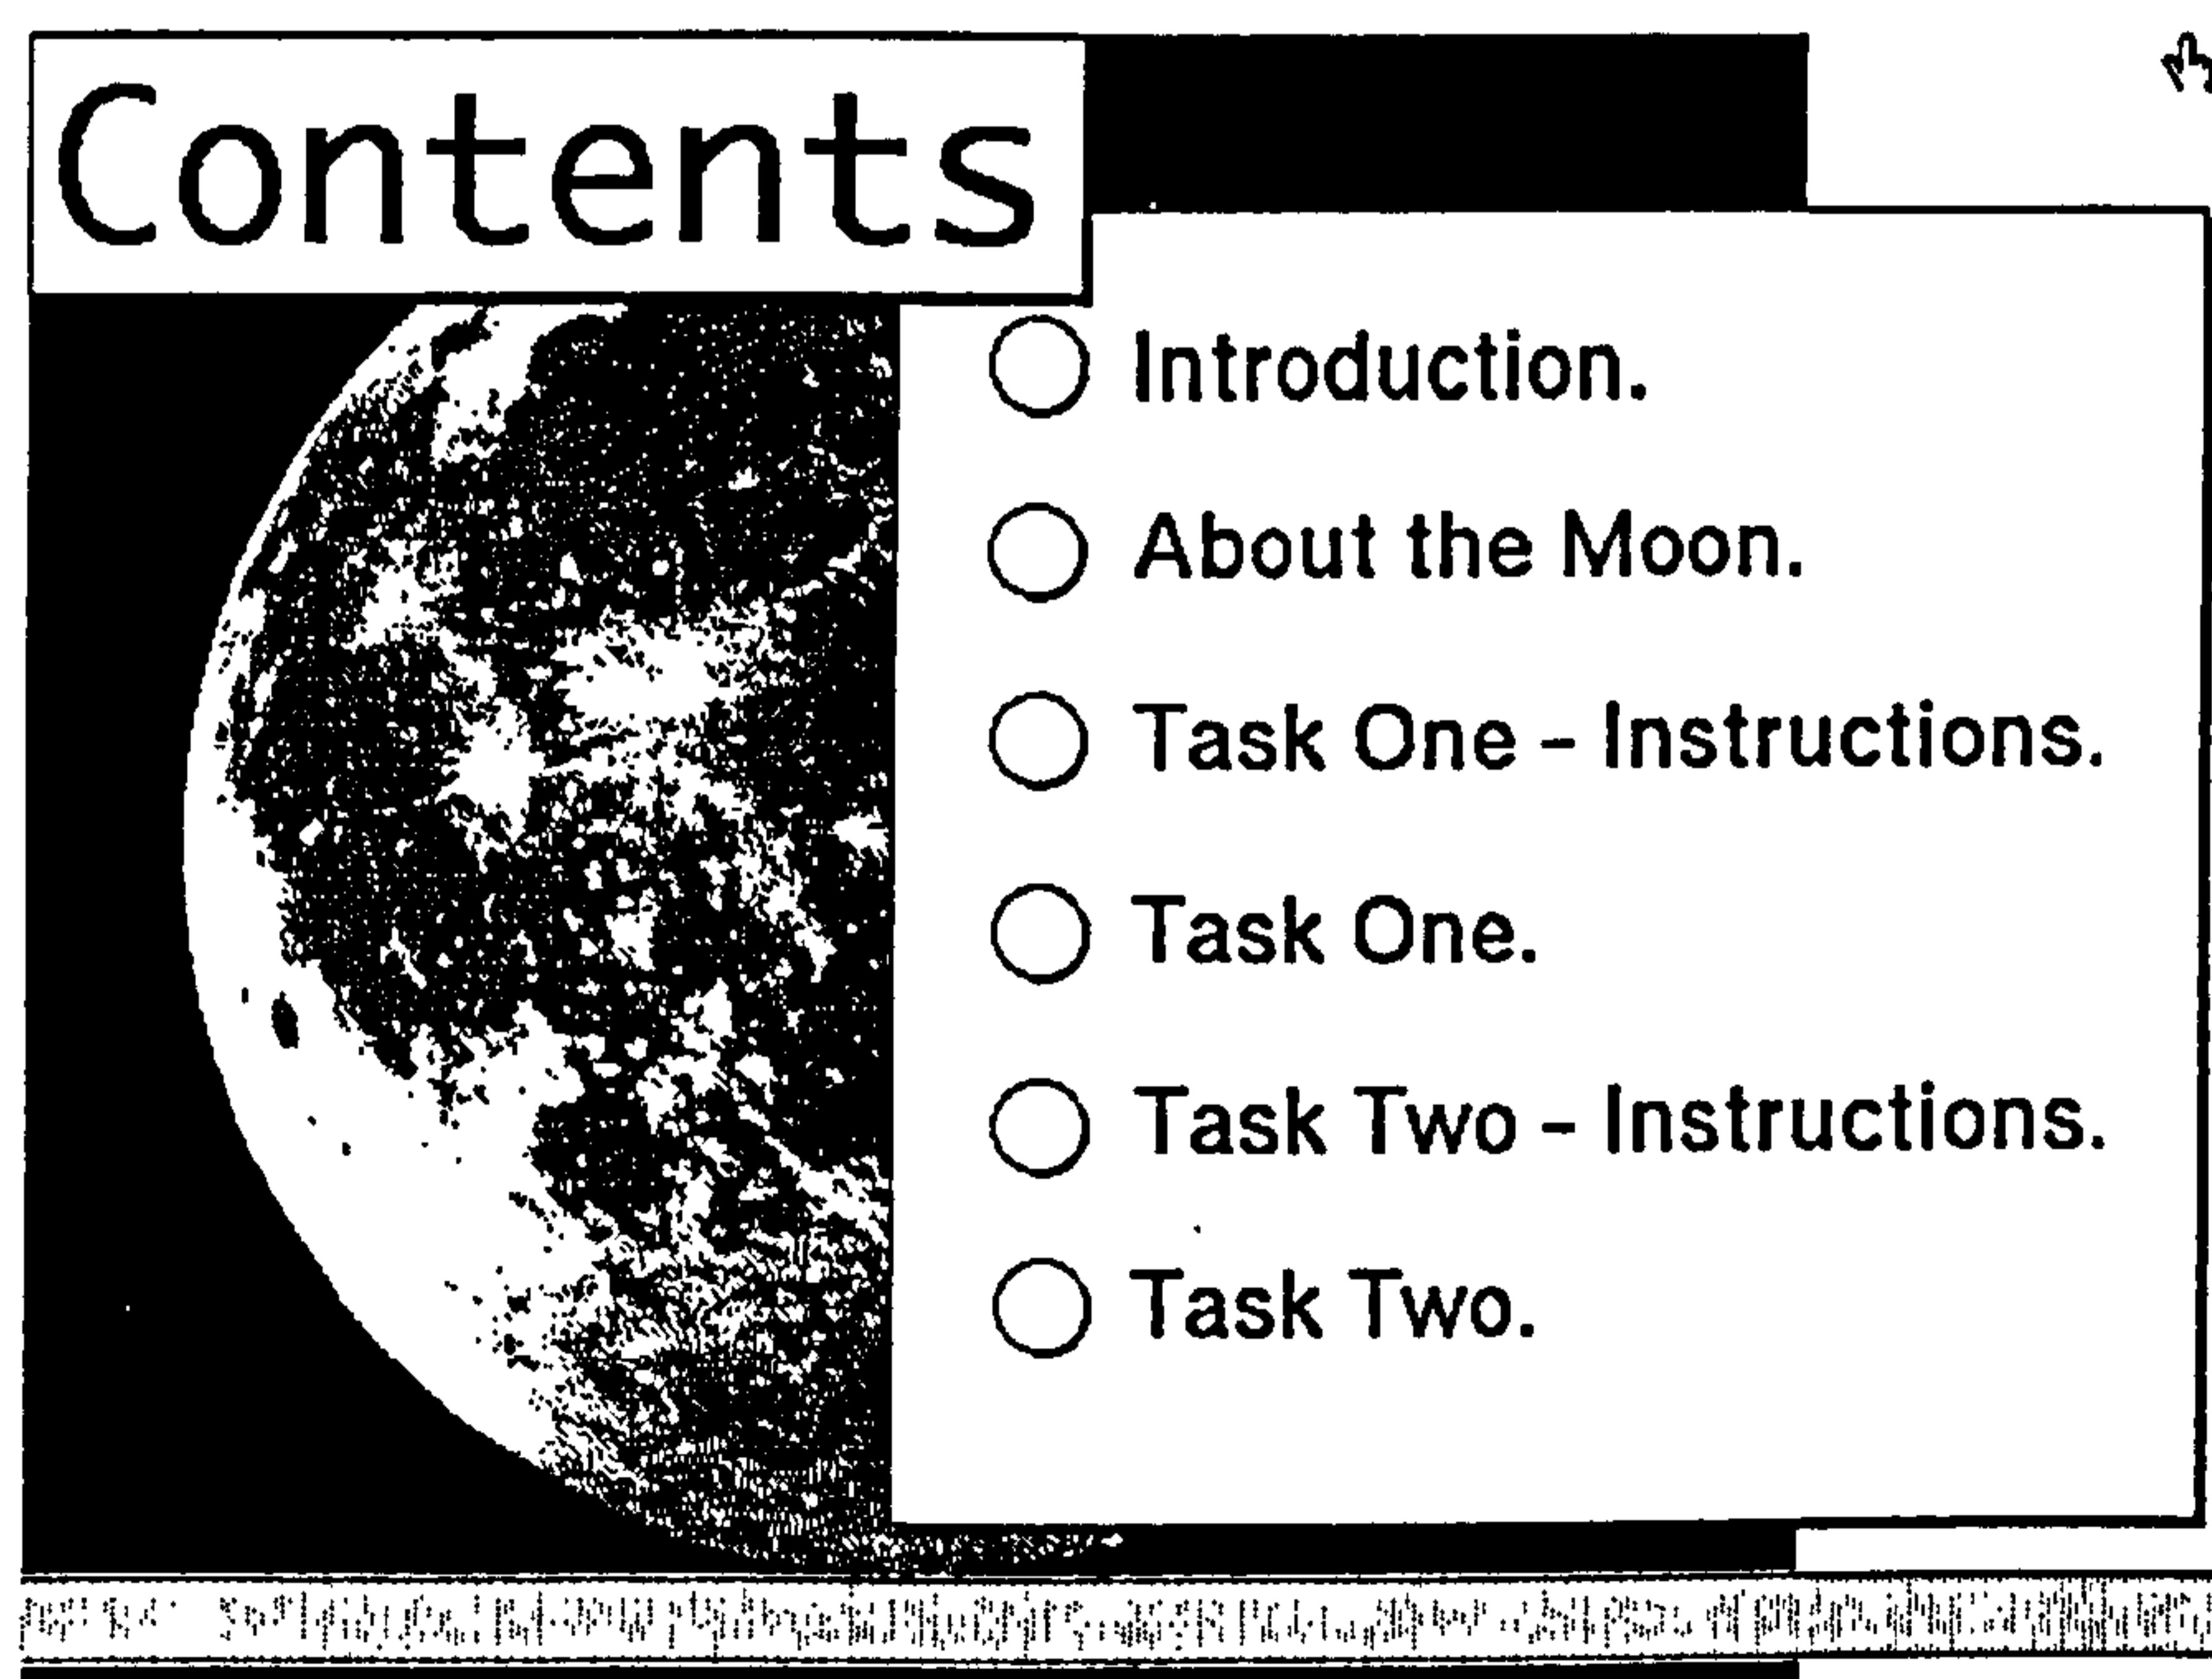 Contents
Introduction.
About the Moon.
Task One - Instructions.
Task One.
Task Two - Instructions.
Task Two.